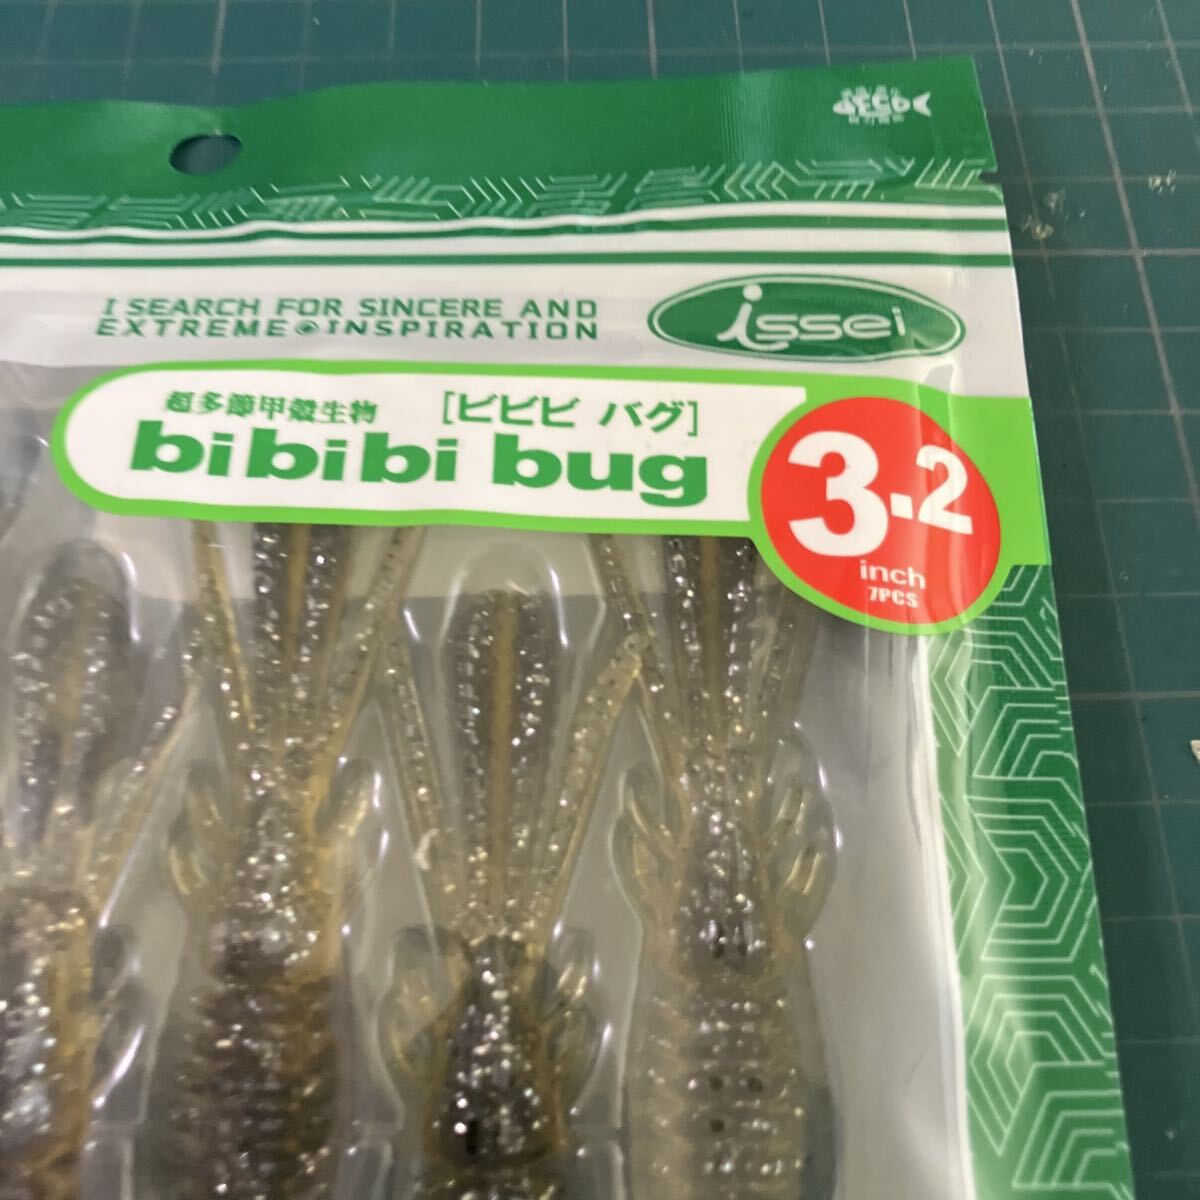 FECO
I SEARCH FOR SINCERE AND
EXTREME@INSPIRATION
issei
超多節甲殻生物 [ビビビ バグ]
bibibi bug
3.2
inch
7PCS